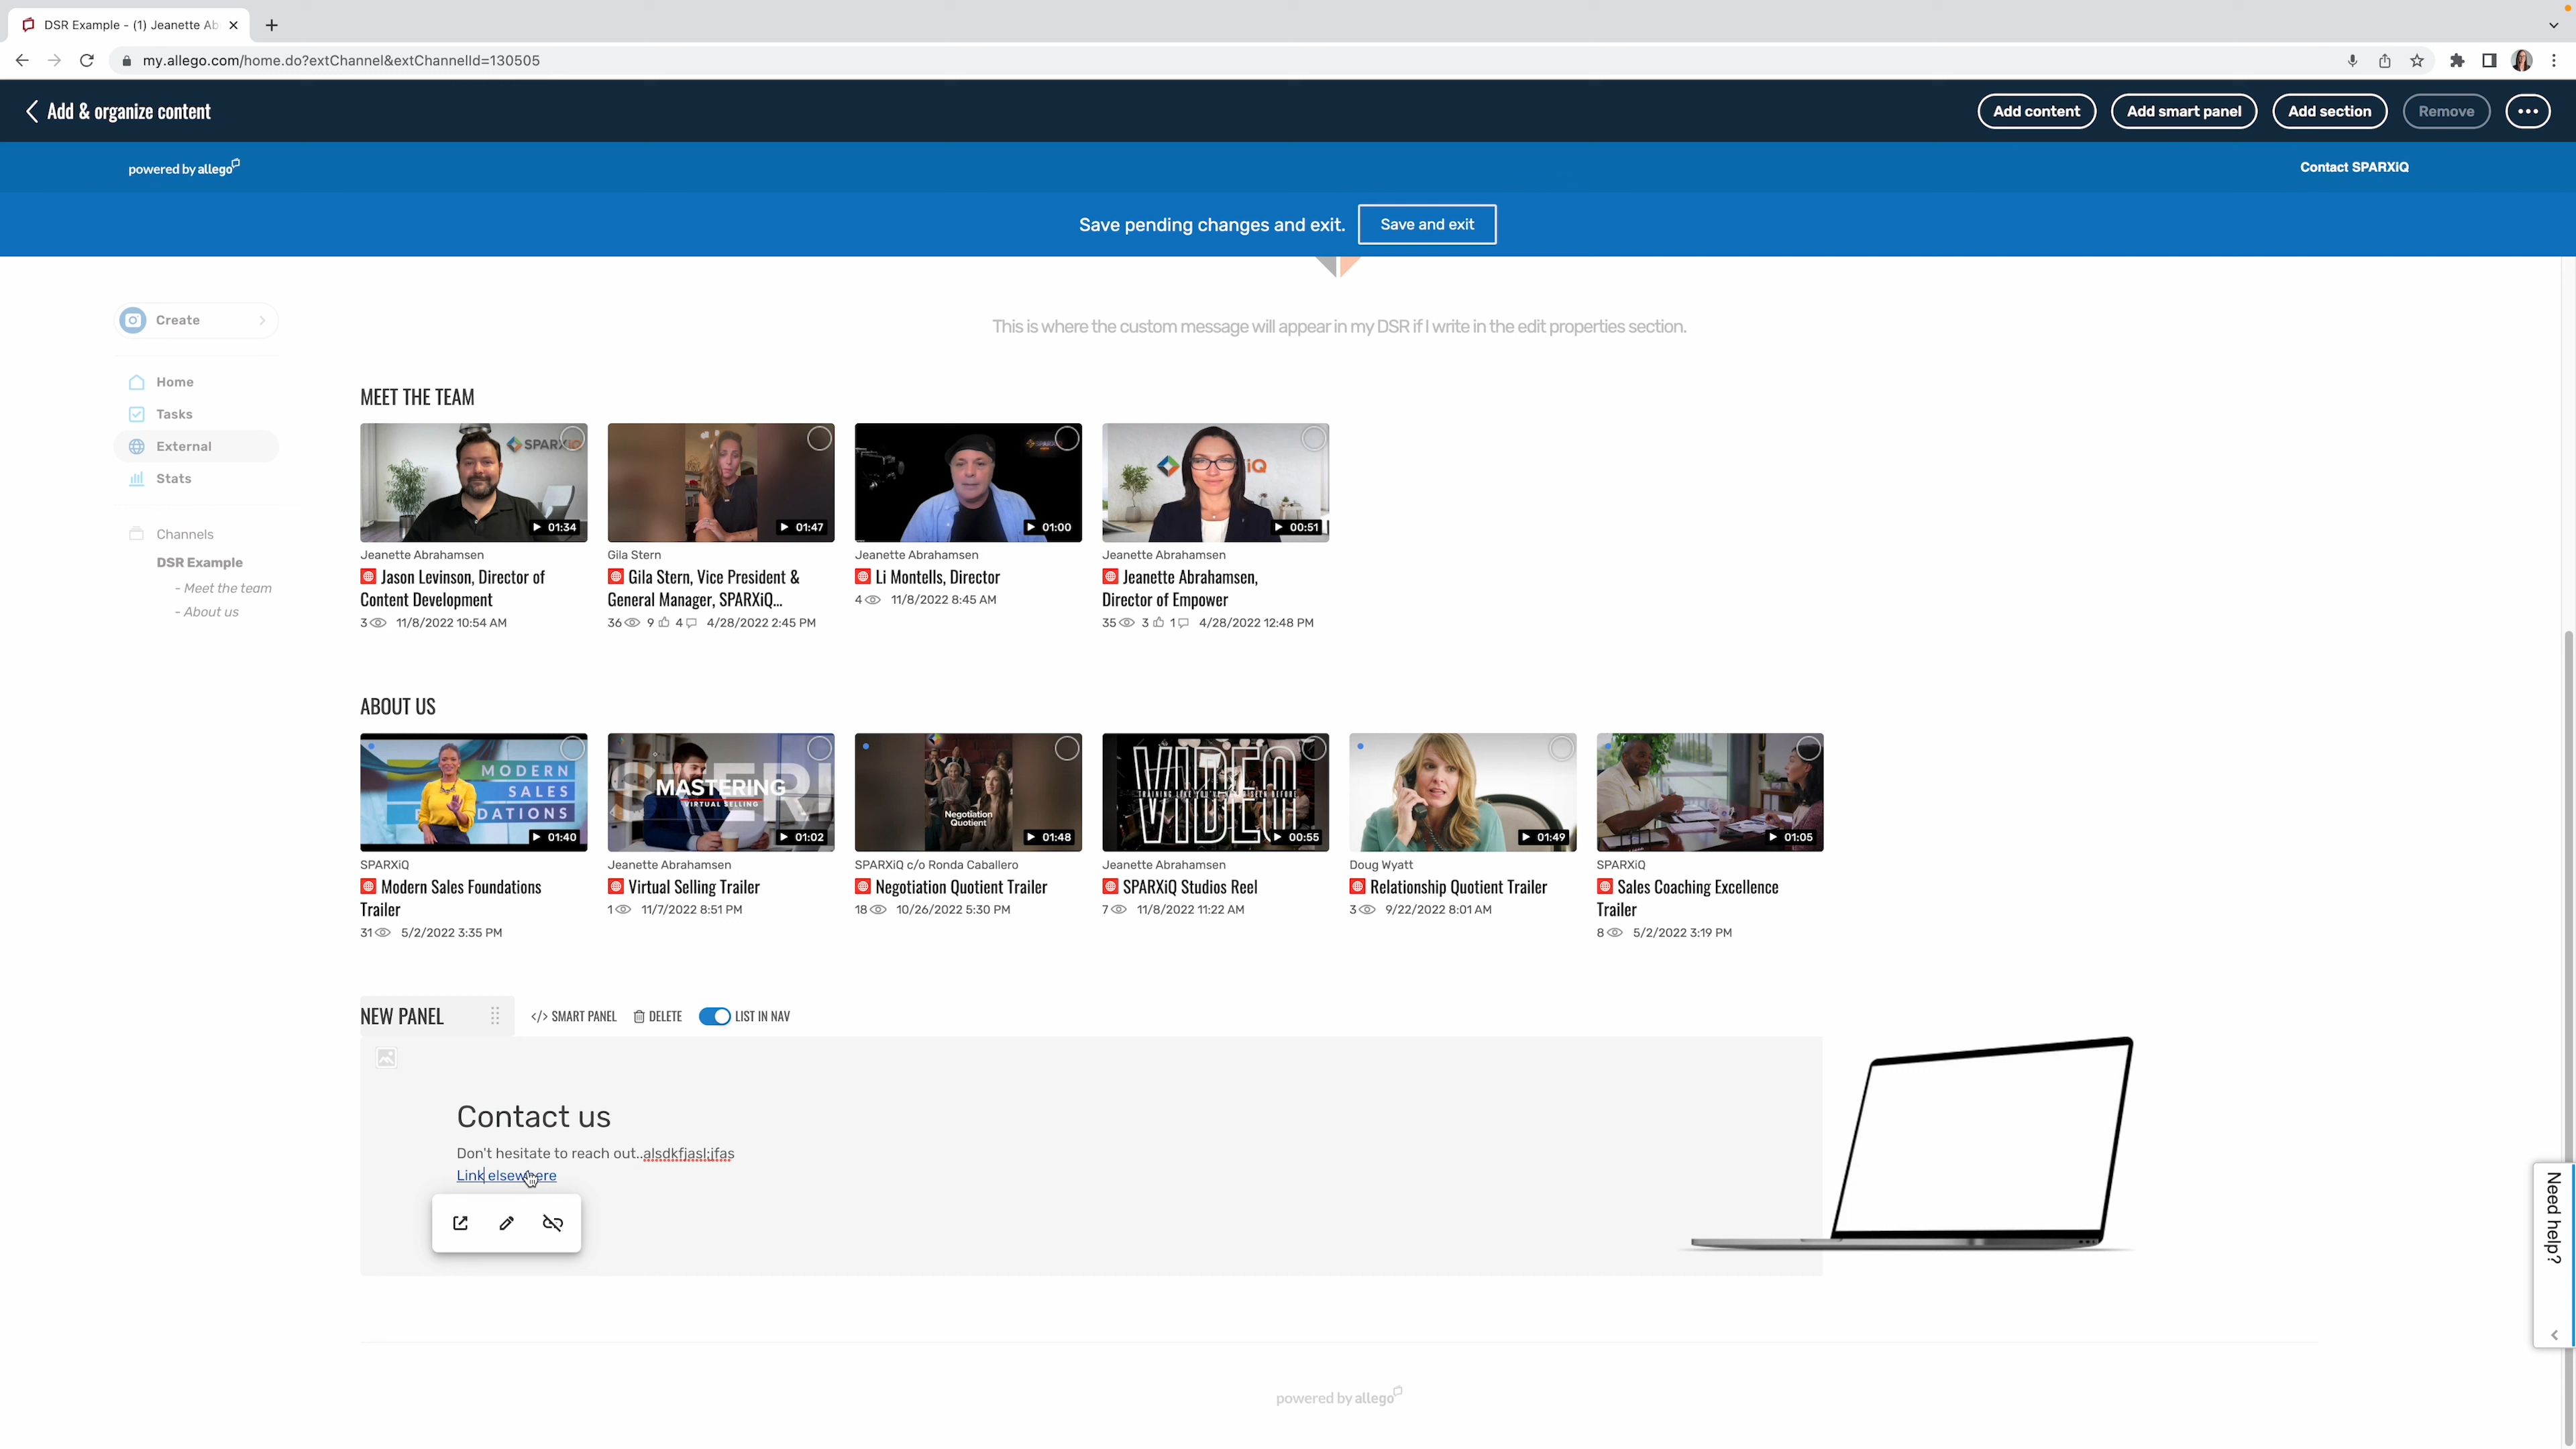 DSR Example - (1) Jeanette Ab
my.allego.com/home.do?extChannel&extChannelId=130505
Add & organize content
Add content
Add smart panel
Add section
Remove
powered by allego
Contact SPARXiQ
Save pending changes and exit.
Save and exit
Create
This is where the custom message will appear in my DSR if I write in the edit properties section.
Home
Tasks
External
Stats
Channels
DSR Example
- Meet the team
- About us
MEET THE TEAM
SPARXiQ
01:34
01:47
01:00
iQ
00:51
Jeanette Abrahamsen
Gila Stern
Jeanette Abrahamsen
Jeanette Abrahamsen
Jason Levinson, Director of
Content Development
Gila Stern, Vice President &
General Manager, SPARXiQ...
Li Montells, Director
Jeanette Abrahamsen,
Director of Empower
3 11/8/2022 10:54 AM
36 9 4 4/28/2022 2:45 PM
4 11/8/2022 8:45 AM
35 3 1 4/28/2022 12:48 PM
ABOUT US
MODERN
SALES
DATIONS
01:40
MASTERING
VIRTUAL SELLING
01:02
Negotiation
Quotient
01:48
VIDEO
00:55
01:49
01:05
SPARXiQ
Jeanette Abrahamsen
SPARXiQ c/o Ronda Caballero
Jeanette Abrahamsen
Doug Wyatt
SPARXiQ
Modern Sales Foundations
Trailer
Virtual Selling Trailer
Negotiation Quotient Trailer
SPARXiQ Studios Reel
Relationship Quotient Trailer
Sales Coaching Excellence
Trailer
31 5/2/2022 3:35 PM
1 11/7/2022 8:51 PM
18 10/26/2022 5:30 PM
7 11/8/2022 11:22 AM
3 9/22/2022 8:01 AM
8 5/2/2022 3:19 PM
NEW PANEL
</> SMART PANEL
DELETE
LIST IN NAV
Contact us
Don't hesitate to reach out..alsdkfjasl;jfas
Link elsewhere
Need help?
powered by allego